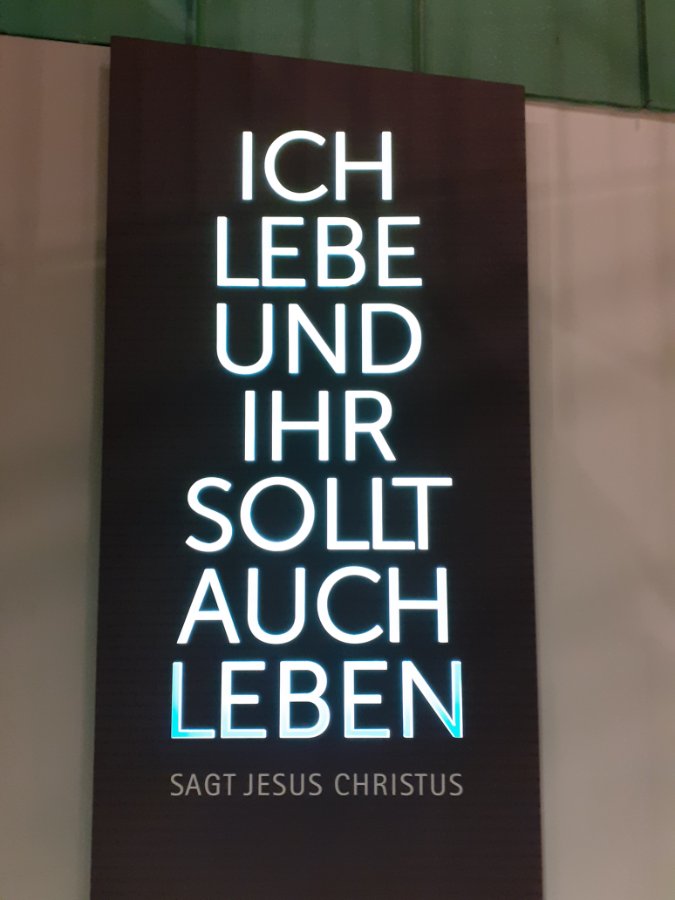 ICH
LEBE
UND
IHR
SOLLT
AUCH
LEBEN
SAGT JESUS CHRISTUS